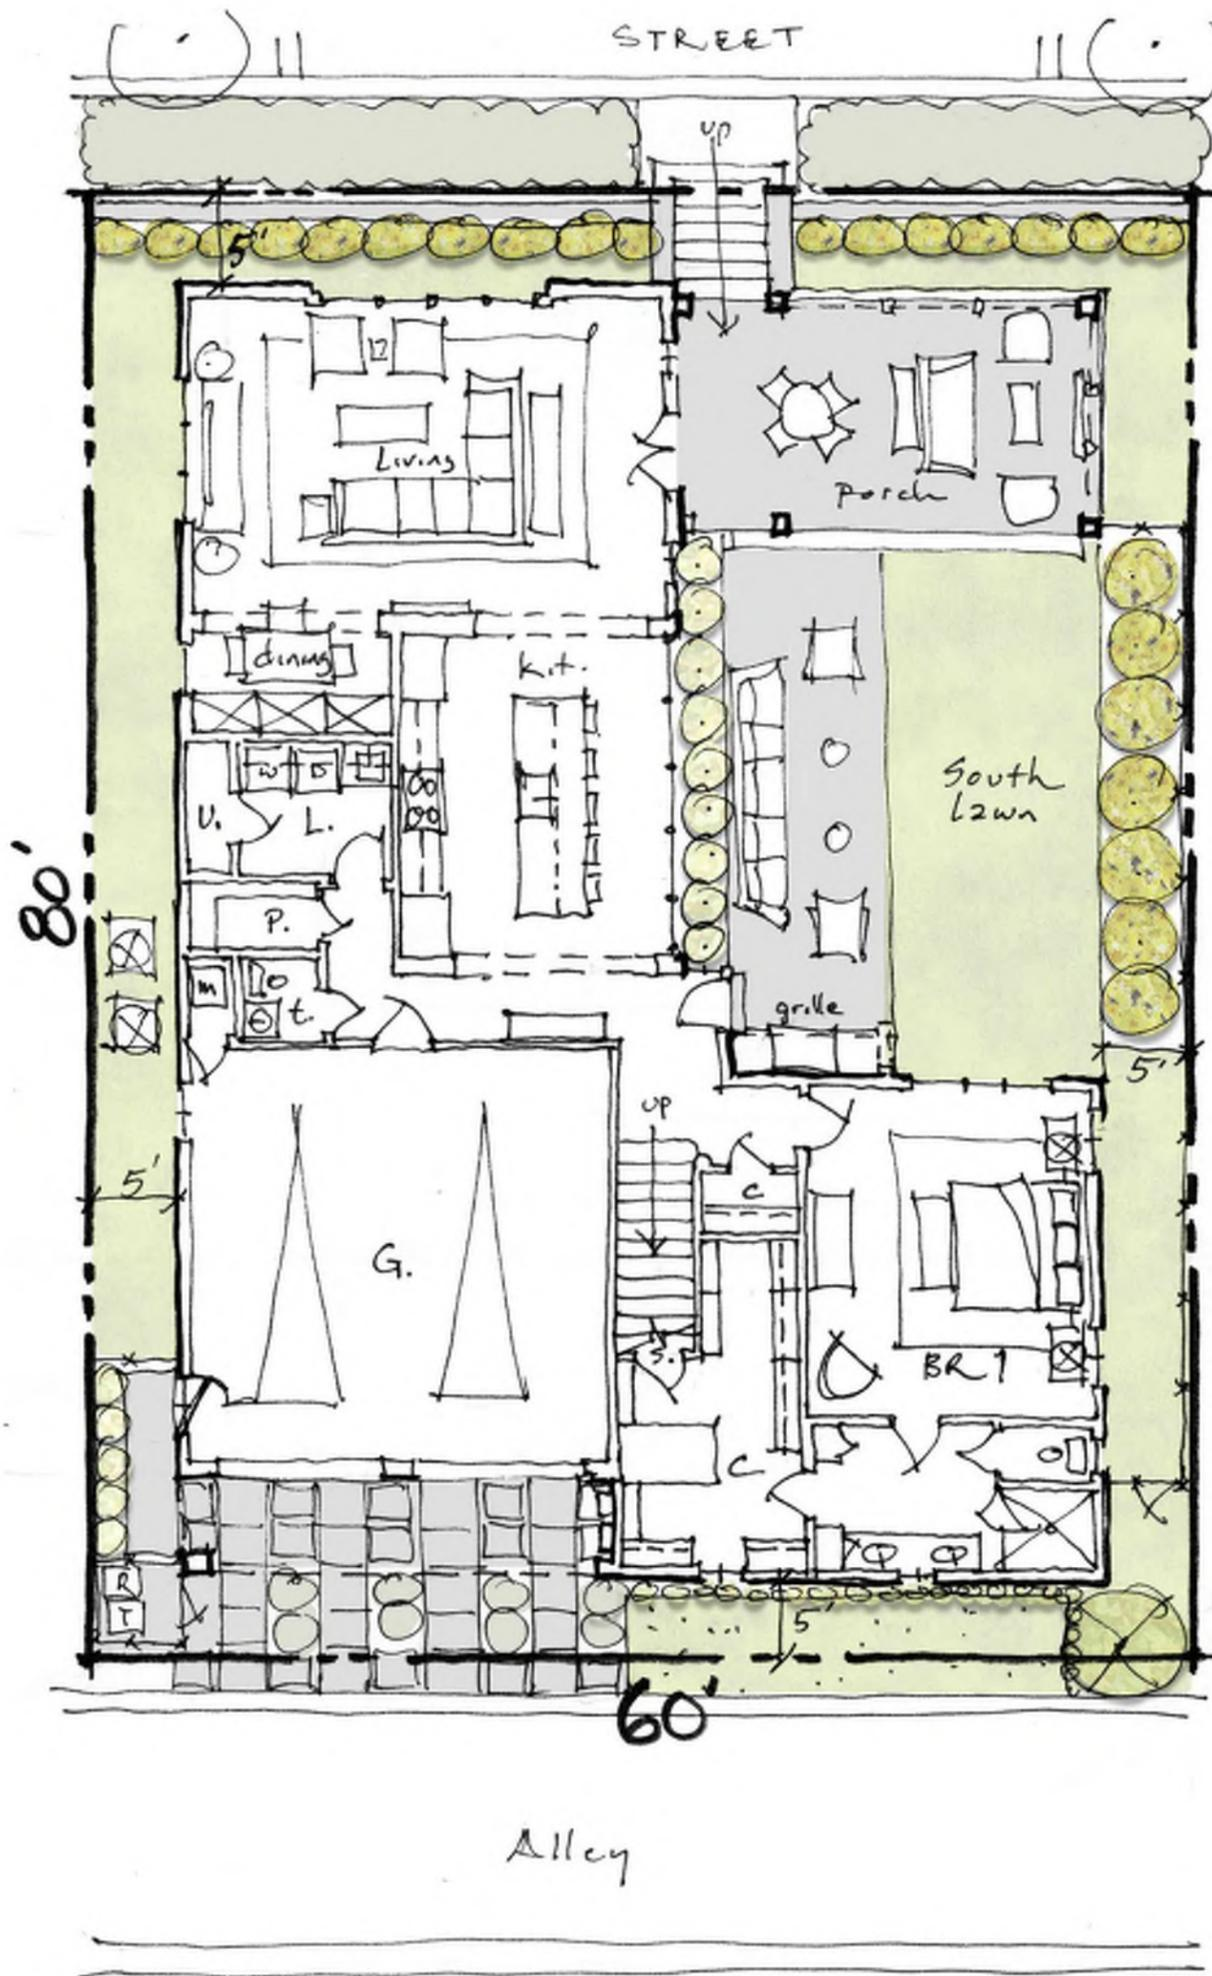 STREET
up
5'
Living
Porch
dining
kit.
W D
U.
L.
P.
m
t.
South
Lawn
grille
80'
5'
5'
up
C
G.
S.
BR 1
C
R
T
5'
60'
Alley